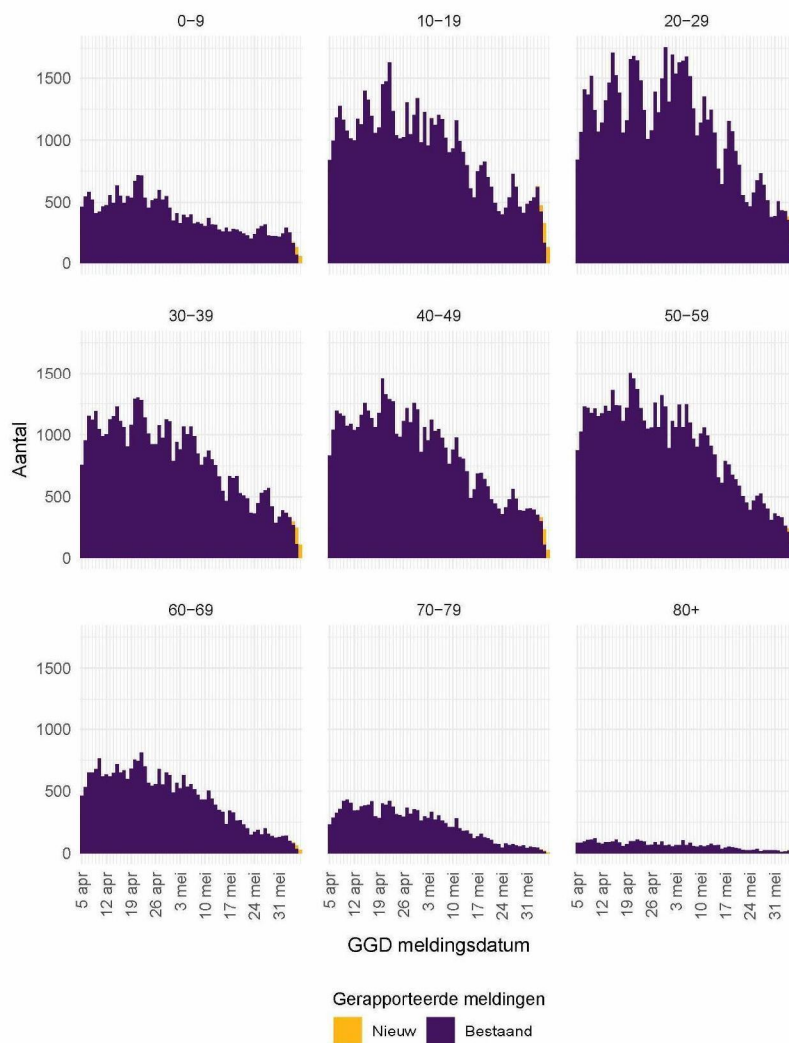 0−9
10−19
20−29
1500
1000
500
0
30−39
40−49
50−59
1500
1000
500
0
Aantal
60−69
70−79
80+
1500
1000
500
0
5 apr
12 apr
19 apr
26 apr
3 mei
10 mei
17 mei
24 mei
31 mei
5 apr
12 apr
19 apr
26 apr
3 mei
10 mei
17 mei
24 mei
31 mei
5 apr
12 apr
19 apr
26 apr
3 mei
10 mei
17 mei
24 mei
31 mei
GGD meldingsdatum
Gerapporteerde meldingen
Nieuw Bestaand